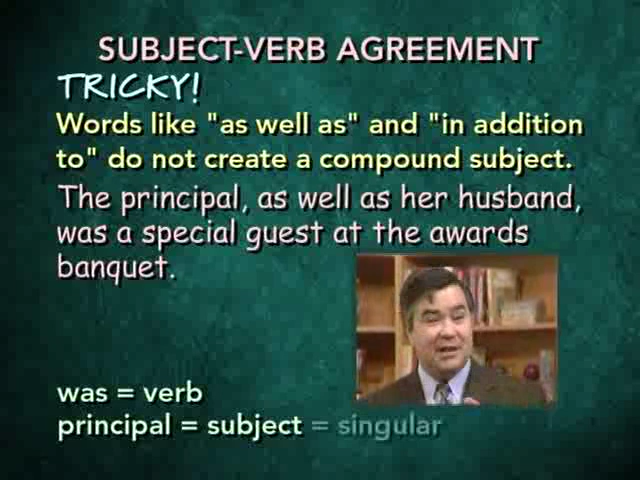 SUBJECT-VERB AGREEMENT
TRICKY!
Words like "as well as" and "in addition
to" do not create a compound subject.
The principal, as well as her husband,
was a special guest at the awards
banquet.
was = verb
principal = subject = singular